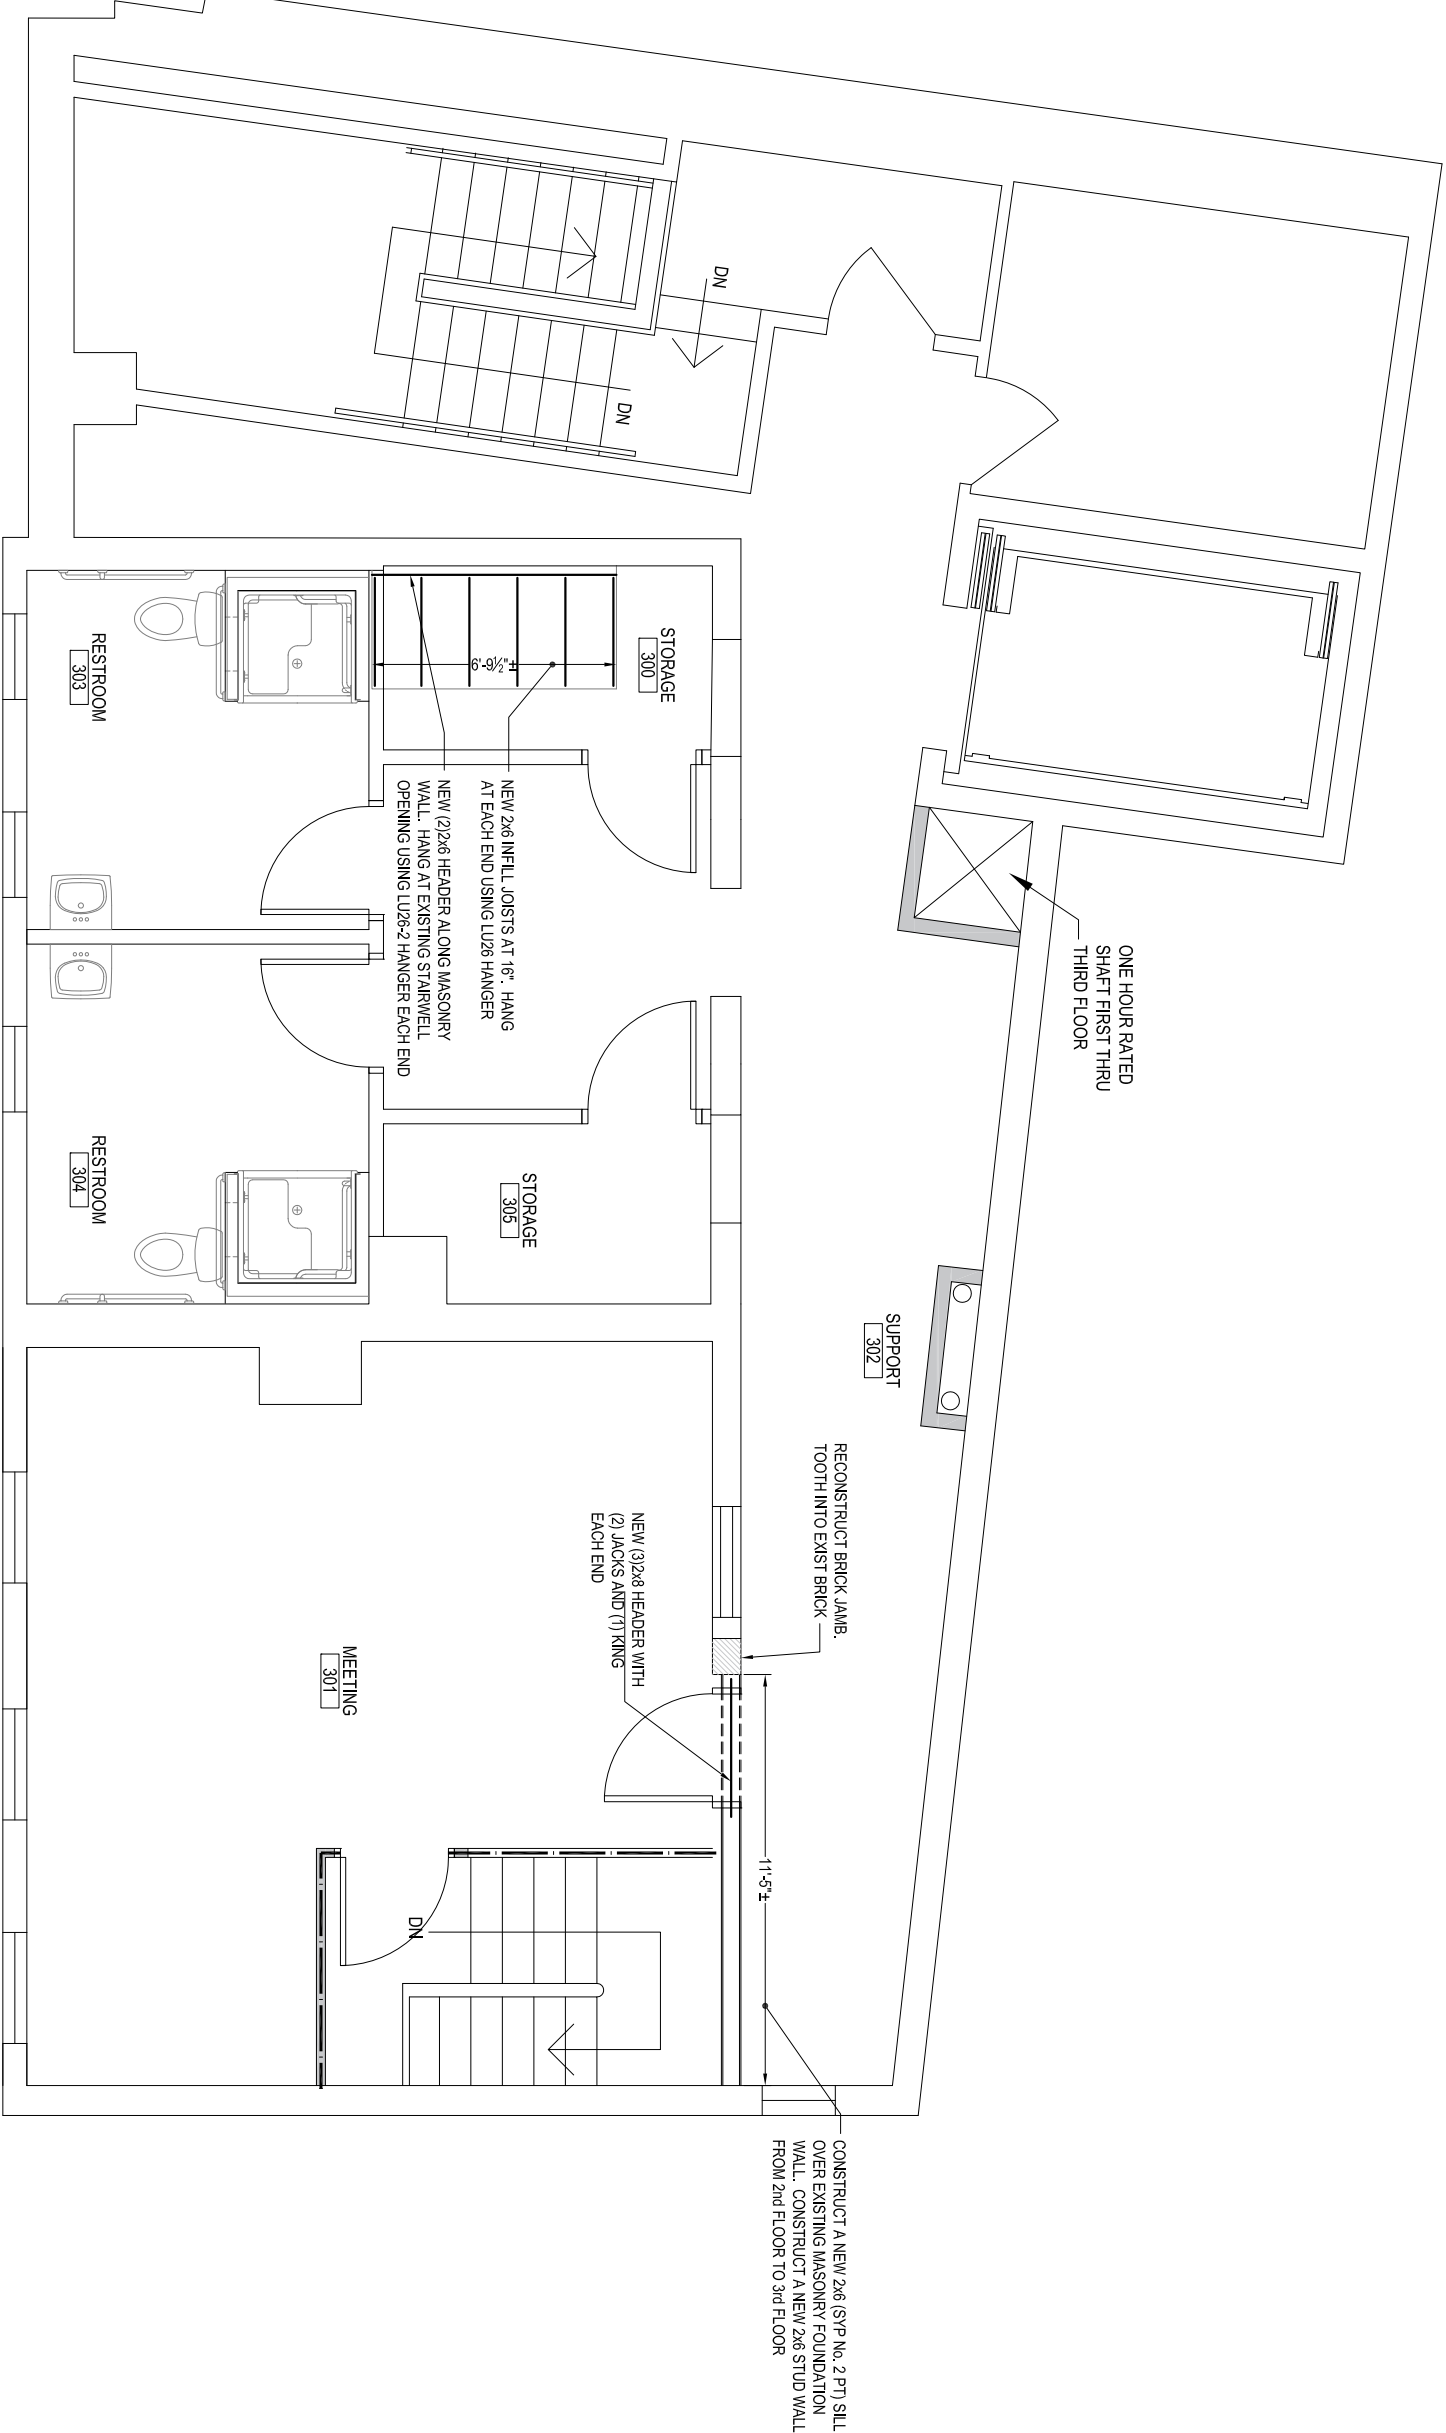 DN
DN
ONE HOUR RATED
SHAFT FIRST THRU
THIRD FLOOR
STORAGE
300
6'-9½"±
NEW 2x6 INFILL JOISTS AT 16". HANG
AT EACH END USING LU26 HANGER
NEW (2)2x6 HEADER ALONG MASONRY
WALL. HANG AT EXISTING STAIRWELL
OPENING USING LU26-2 HANGER EACH END
RESTROOM
303
RESTROOM
304
STORAGE
305
SUPPORT
302
RECONSTRUCT BRICK JAMB.
TOOTH INTO EXIST BRICK
NEW (3)2x8 HEADER WITH
(2) JACKS AND (1) KING
EACH END
MEETING
301
11'-5"±
DN
CONSTRUCT A NEW 2x6 (SYP No. 2 PT) SILL
OVER EXISTING MASONRY FOUNDATION
WALL. CONSTRUCT A NEW 2x6 STUD WALL
FROM 2nd FLOOR TO 3rd FLOOR